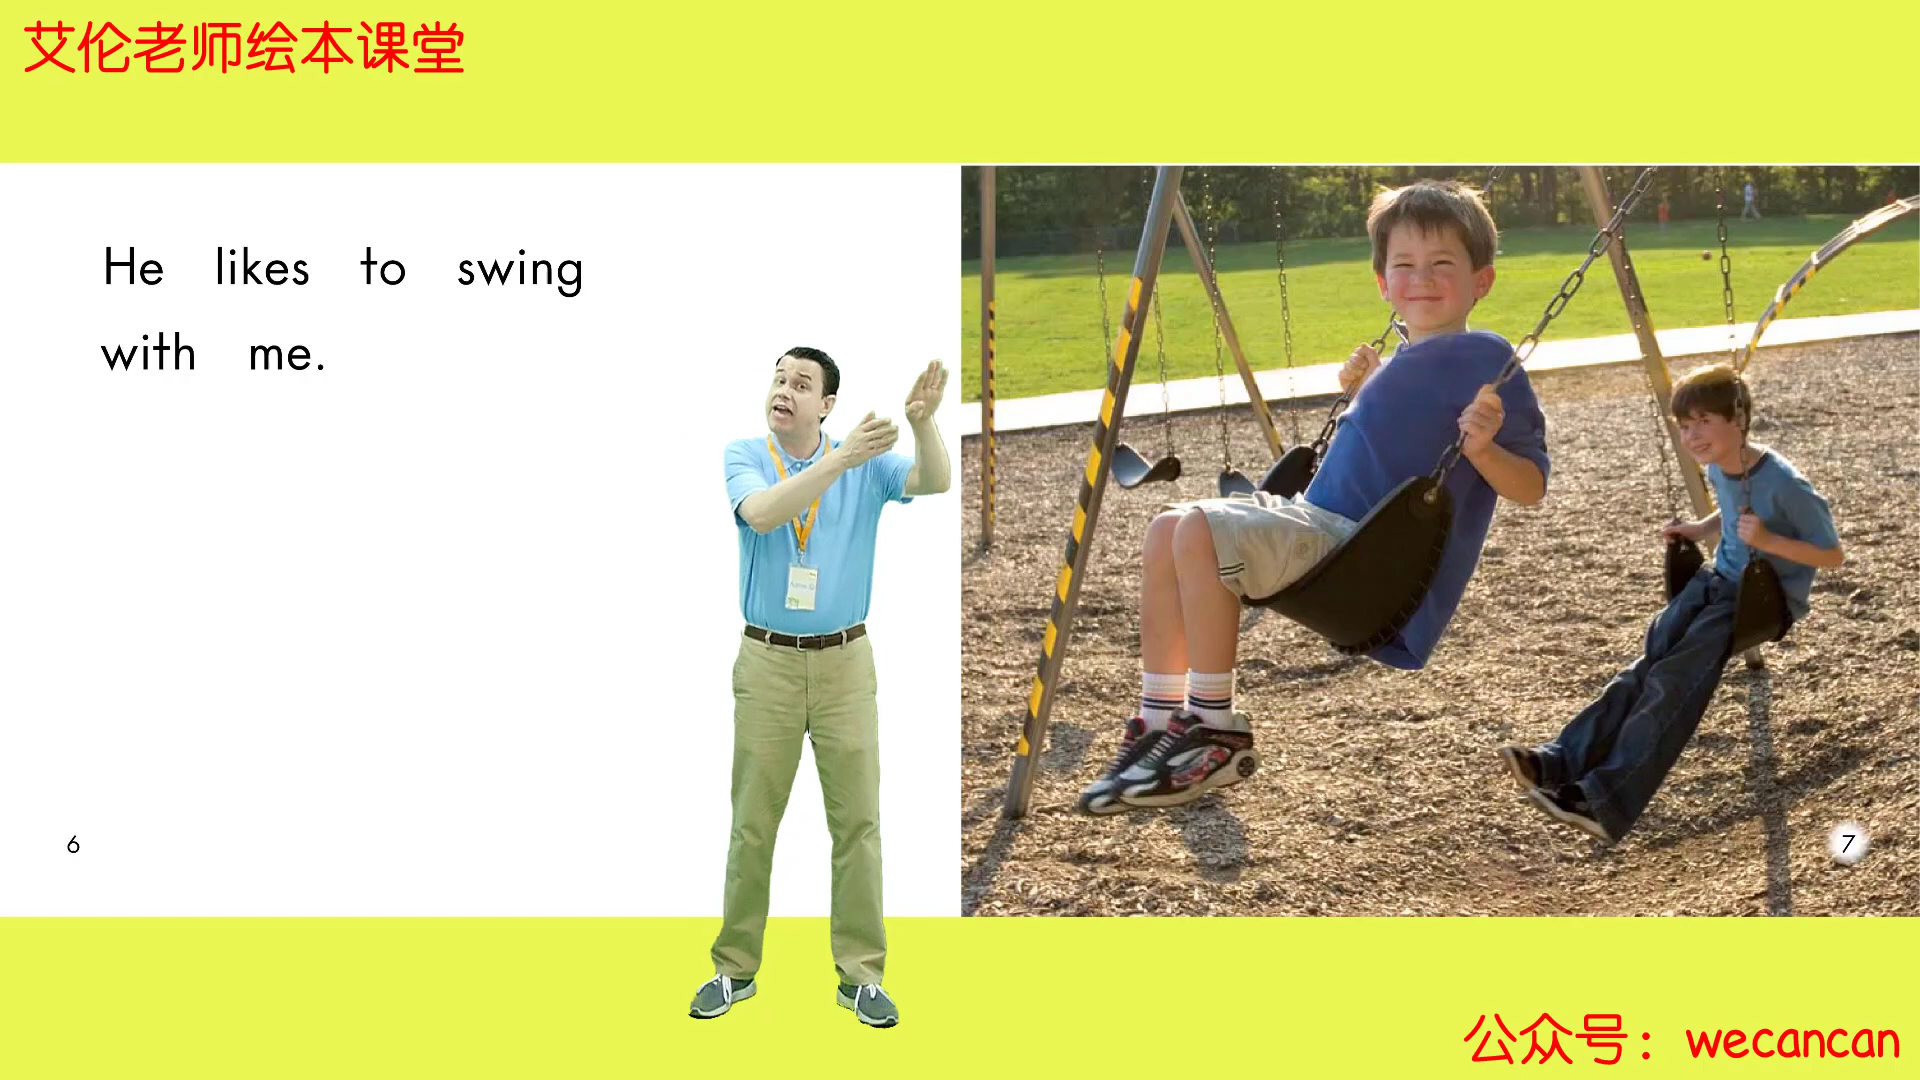 艾伦老师绘本课堂
He likes to swing
with me.
6
7
公众号：wecancan